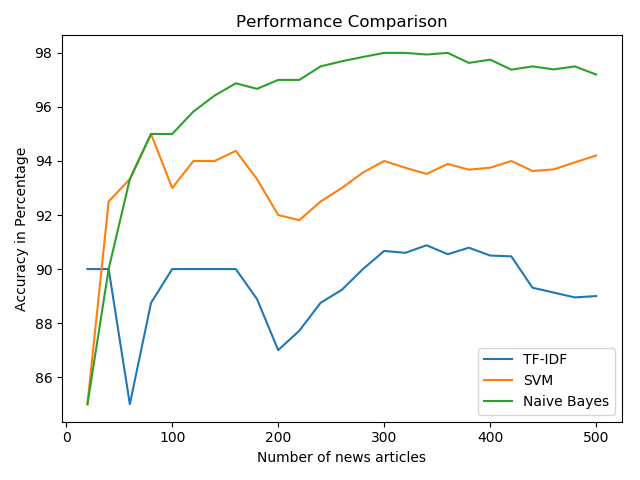 Performance Comparison
Accuracy in Percentage
98
96
94
92
90
88
86
0 100 200 300 400 500
Number of news articles
TF-IDF
SVM
Naive Bayes